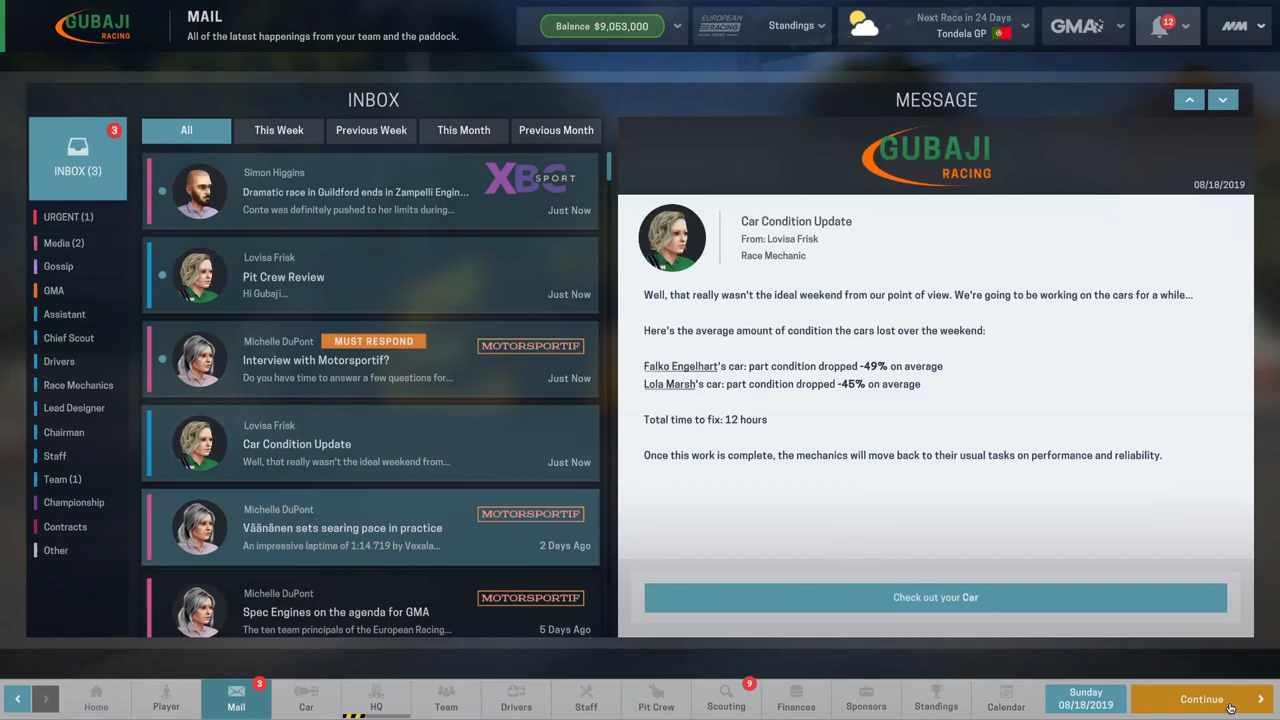 GUBAJI
RACING
MAIL
All of the latest happenings from your team and the paddock.
Balance $9,053,000
EUROPEAN
RACING
SERIES
Standings
Next Race in 24 Days
Tondela GP
GMA
12
INBOX
MESSAGE
3
INBOX (3)
URGENT (1)
Media (2)
Gossip
GMA
Assistant
Chief Scout
Drivers
Race Mechanics
Lead Designer
Chairman
Staff
Team (1)
Championship
Contracts
Other
All
This Week
Previous Week
This Month
Previous Month
Simon Higgins
Dramatic race in Guildford ends in Zampelli Engin...
Conte was definitely pushed to her limits during...
XBC SPORT
Just Now
Lovisa Frisk
Pit Crew Review
Hi Gubaji...
Just Now
Michelle DuPont
MUST RESPOND
Interview with Motorsportif?
Do you have time to answer a few questions for...
MOTORSPORTIF
Just Now
Lovisa Frisk
Car Condition Update
Well, that really wasn't the ideal weekend from...
Just Now
Michelle DuPont
Väänänen sets searing pace in practice
An impressive laptime of 1:14.719 by Vexala...
MOTORSPORTIF
2 Days Ago
Michelle DuPont
Spec Engines on the agenda for GMA
The ten team principals of the European Racing...
MOTORSPORTIF
5 Days Ago
GUBAJI
RACING
08/18/2019
Car Condition Update
From: Lovisa Frisk
Race Mechanic
Well, that really wasn't the ideal weekend from our point of view. We're going to be working on the cars for a while...
Here's the average amount of condition the cars lost over the weekend:
Falko Engelhart's car: part condition dropped -49% on average
Lola Marsh's car: part condition dropped -45% on average
Total time to fix: 12 hours
Once this work is complete, the mechanics will move back to their usual tasks on performance and reliability.
Check out your Car
Home
Player
3
Mail
Car
HQ
Team
Drivers
Staff
Pit Crew
9
Scouting
Finances
Sponsors
Standings
Calendar
Sunday
08/18/2019
Continue